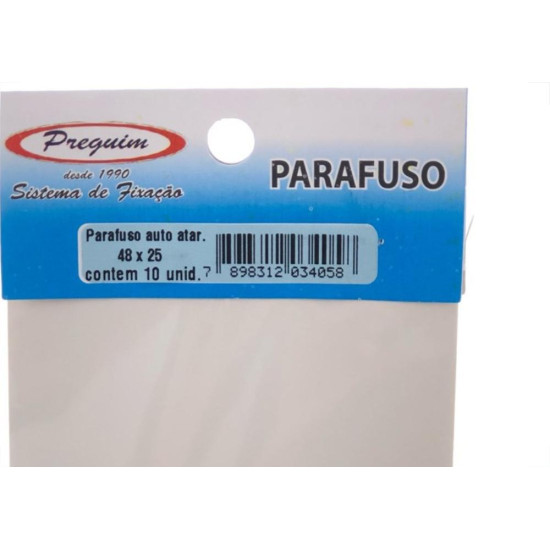 Preguim
desde 1990
Sistema de Fixação
PARAFUSO
Parafuso auto atar.
48 x 25
contem 10 unid.
7 898312 034058